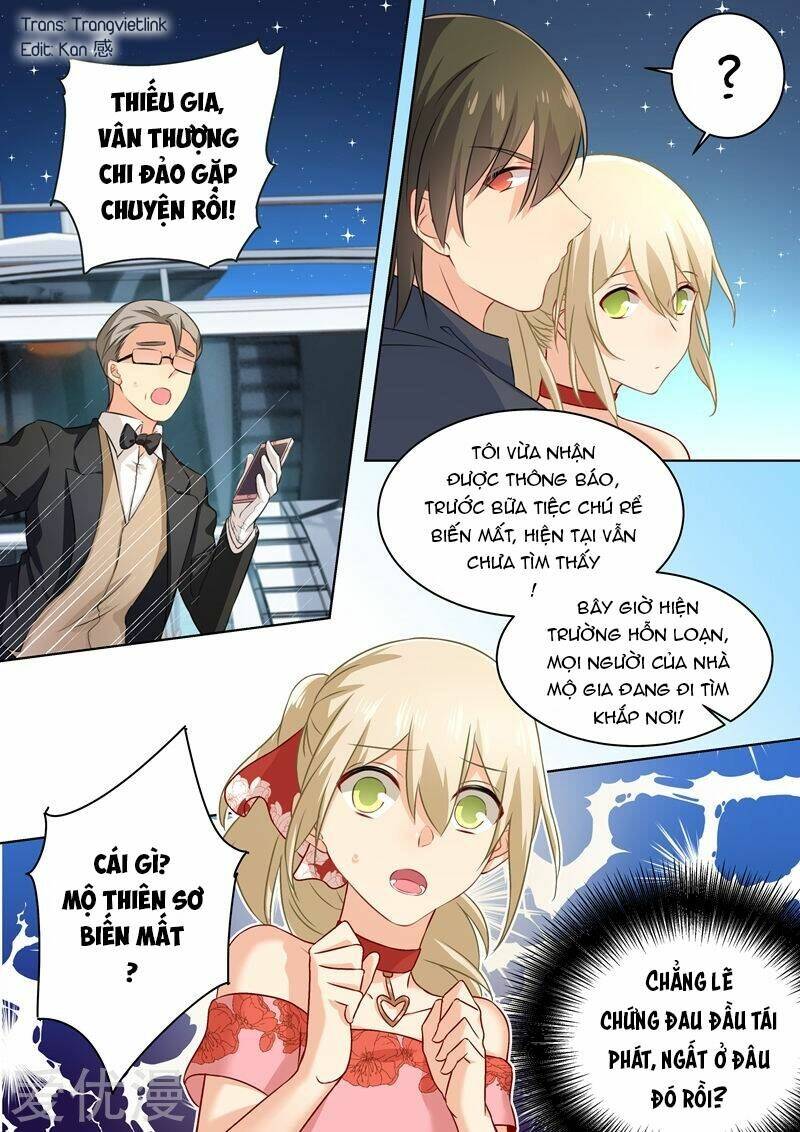 Trans: Trangvietlink
Edit: Kan 感
THIẾU GIA,
VÂN THƯỢNG
CHI ĐẢO GẶP
CHUYỆN RỒI!
?
TÔI VỪA NHẬN
ĐƯỢC THÔNG BÁO,
TRƯỚC BỮA TIỆC CHÚ RỂ
BIẾN MẤT, HIỆN TẠI VẪN
CHƯA TÌM THẤY
!
BÂY GIỜ HIỆN
TRƯỜNG HỖN LOẠN,
MỌI NGƯỜI CỦA NHÀ
MỘ GIA ĐANG ĐI TÌM
KHẮP NƠI!
CÁI GÌ?
MỘ THIÊN SƠ
BIẾN MẤT
?
CHẲNG LẼ
CHỨNG ĐAU ĐẦU TÁI
PHÁT, NGẤT Ở ĐÂU
ĐÓ RỒI?
爱优漫